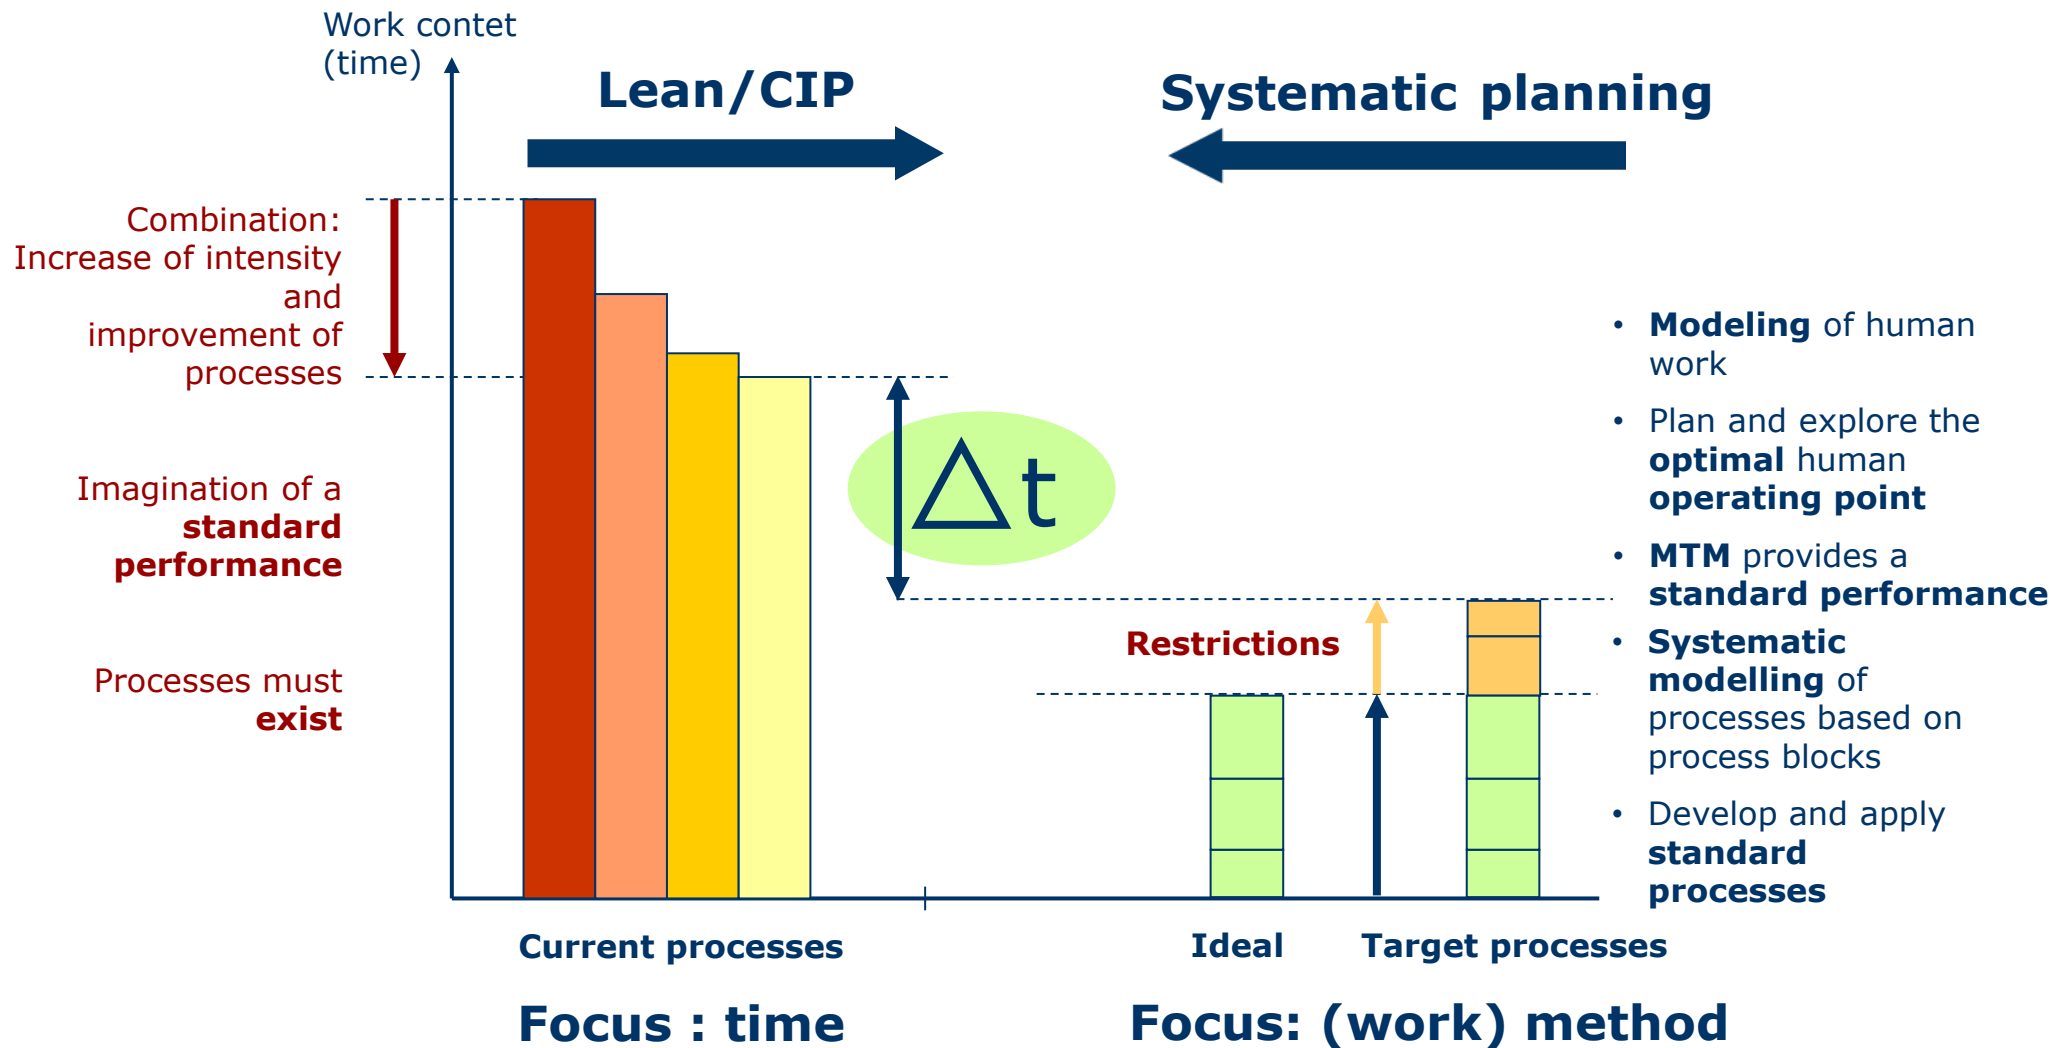 Work contet
(time)
Lean/CIP
Systematic planning
Combination:
Increase of intensity
and
improvement of
processes
Imagination of a
standard
performance
Processes must
exist
Δt
Restrictions
• Modeling of human
work
• Plan and explore the
optimal human
operating point
• MTM provides a
standard performance
• Systematic
modelling of
processes based on
process blocks
• Develop and apply
standard
processes
Current processes
Ideal
Target processes
Focus : time
Focus: (work) method